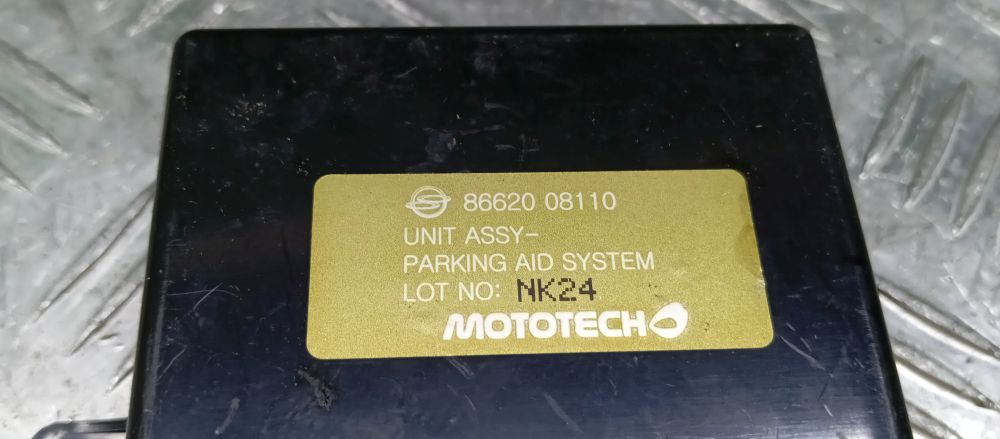 86620 08110
UNIT ASSY-
PARKING AID SYSTEM
LOT NO: NK24
MOTOTECH